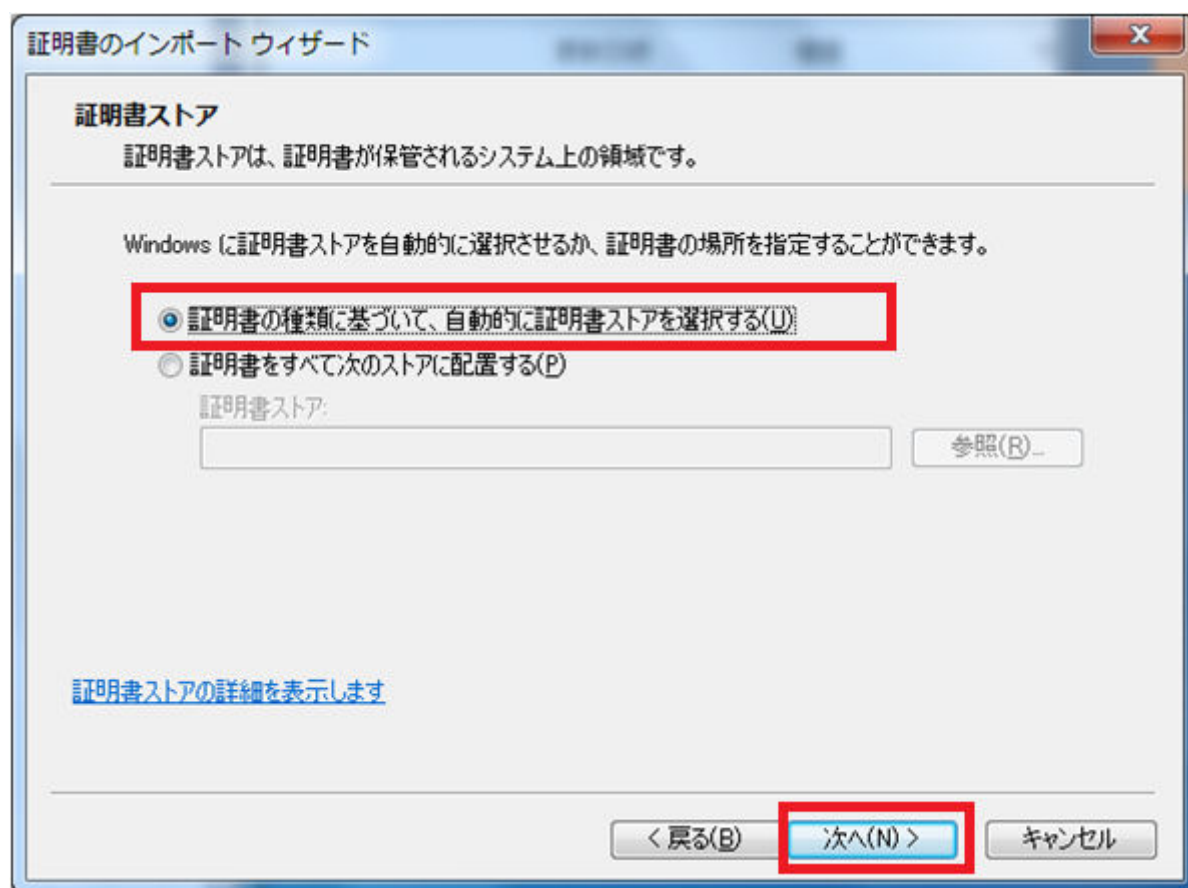 証明書のインポート ウィザード
証明書ストア
証明書ストアは、証明書が保管されるシステム上の領域です。
Windows に証明書ストアを自動的に選択させるか、証明書の場所を指定することができます。
証明書の種類に基づいて、自動的に証明書ストアを選択する(U)
証明書をすべて次のストアに配置する(P)
証明書ストア:
参照(R)...
証明書ストアの詳細を表示します
< 戻る(B)
次へ(N) >
キャンセル